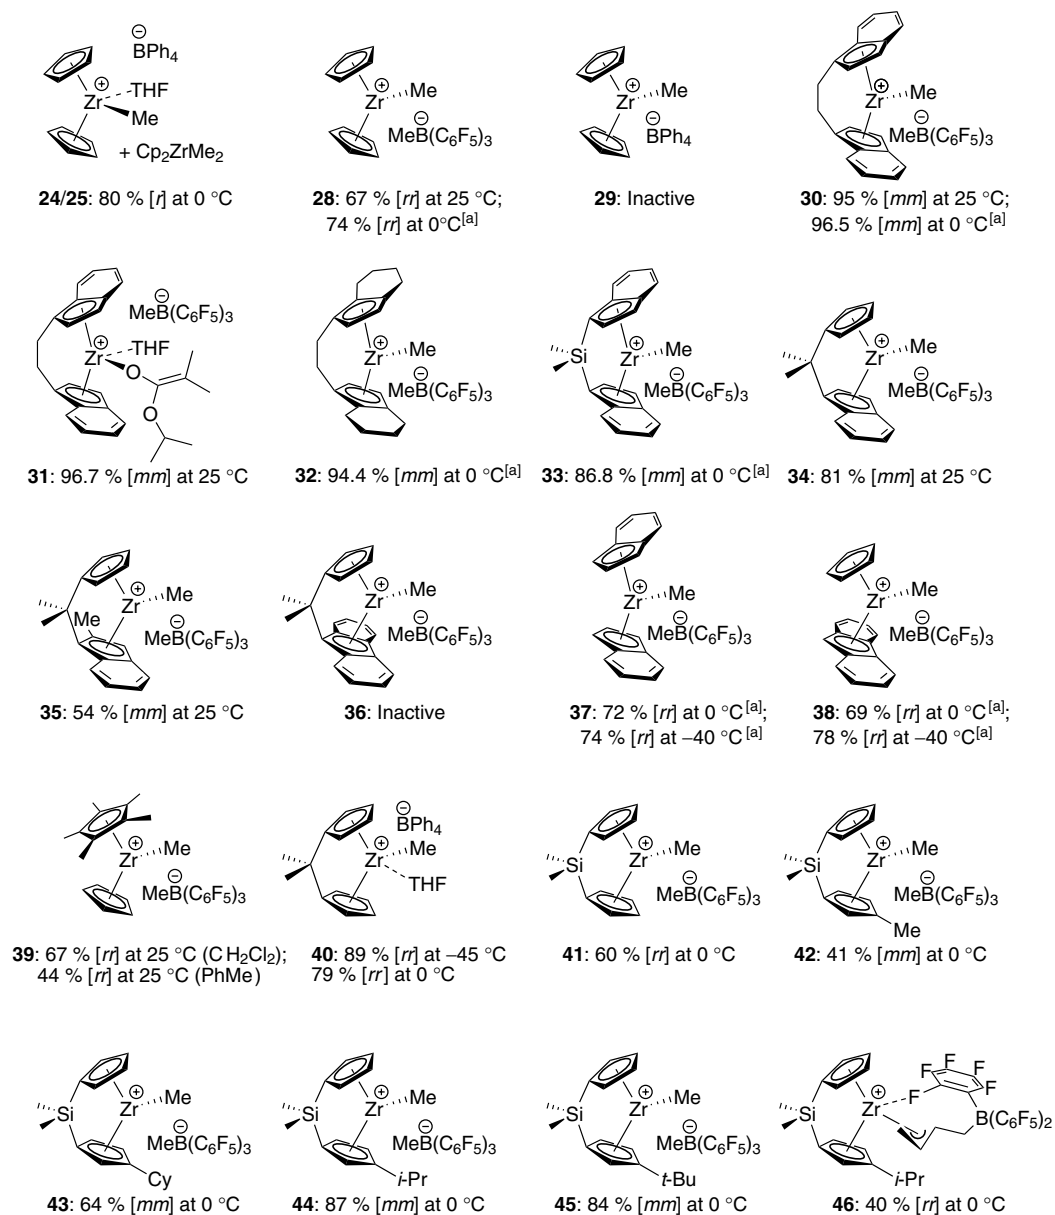 ⊖
BPh4
⊕
Zr
THF
Me
+ Cp2ZrMe2
24/25: 80 % [r] at 0 °C
⊕
Zr
Me
⊖
MeB(C6F5)3
28: 67 % [rr] at 25 °C;
74 % [rr] at 0°C[a]
⊕
Zr
Me
⊖
BPh4
29: Inactive
⊕
Zr
Me
⊖
MeB(C6F5)3
30: 95 % [mm] at 25 °C;
96.5 % [mm] at 0 °C[a]
⊖
MeB(C6F5)3
⊕
Zr
THF
O
O
31: 96.7 % [mm] at 25 °C
⊕
Zr
Me
⊖
MeB(C6F5)3
32: 94.4 % [mm] at 0 °C[a]
Si
⊕
Zr
Me
⊖
MeB(C6F5)3
33: 86.8 % [mm] at 0 °C[a]
⊕
Zr
Me
⊖
MeB(C6F5)3
34: 81 % [mm] at 25 °C
⊕
Zr
Me
Me
⊖
MeB(C6F5)3
35: 54 % [mm] at 25 °C
⊕
Zr
Me
⊖
MeB(C6F5)3
36: Inactive
⊕
Zr
Me
⊖
MeB(C6F5)3
37: 72 % [rr] at 0 °C[a];
74 % [rr] at –40 °C[a]
⊕
Zr
Me
⊖
MeB(C6F5)3
38: 69 % [rr] at 0 °C[a];
78 % [rr] at –40 °C[a]
⊕
Zr
Me
⊖
MeB(C6F5)3
39: 67 % [rr] at 25 °C (CH2Cl2);
44 % [rr] at 25 °C (PhMe)
⊖
BPh4
⊕
Zr
Me
THF
40: 89 % [rr] at –45 °C
79 % [rr] at 0 °C
Si
⊕
Zr
Me
⊖
MeB(C6F5)3
41: 60 % [rr] at 0 °C
Si
⊕
Zr
Me
⊖
MeB(C6F5)3
Me
42: 41 % [mm] at 0 °C
Si
⊕
Zr
Me
⊖
MeB(C6F5)3
Cy
43: 64 % [mm] at 0 °C
Si
⊕
Zr
Me
⊖
MeB(C6F5)3
i-Pr
44: 87 % [mm] at 0 °C
Si
⊕
Zr
Me
⊖
MeB(C6F5)3
t-Bu
45: 84 % [mm] at 0 °C
Si
⊕
Zr
F
F
F
F
F
⊖
B(C6F5)2
i-Pr
46: 40 % [rr] at 0 °C